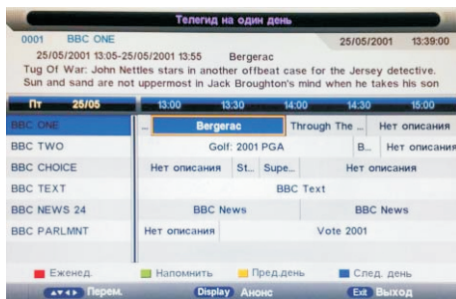 Телегид на один день
0001 BBC ONE 25/05/2001 13:39:00
25/05/2001 13:05-25/05/2001 13:55 Bergerac
Tug Of War: John Nettles stars in another offbeat case for the Jersey detective.
Sun and sand are not uppermost in Jack Broughton's mind when he takes his son
Пт 25/05 13:00 13:30 14:00 14:30 15:00
BBC ONE ... Bergerac Through The ... Нет описания
BBC TWO Golf: 2001 PGA B... Нет описания
BBC CHOICE Нет описания St... Supe... Нет описания
BBC TEXT BBC Text
BBC NEWS 24 BBC News BBC News
BBC PARLMNT Нет описания Vote 2001
Еженед. Напомнить Пред.день След. день
Перем. Display Анонс Exit Выход